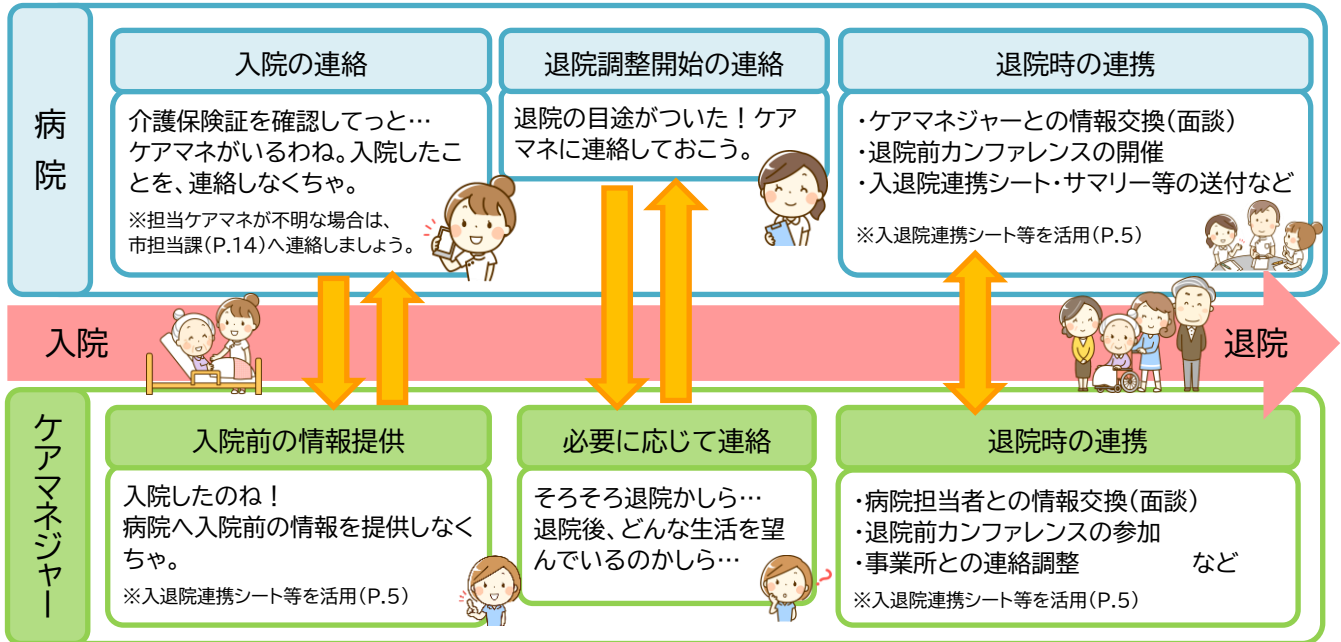 病院
入院の連絡
介護保険証を確認してっと…
ケアマネがいるわね。入院したこ
とを、連絡しなくちゃ。
※担当ケアマネが不明な場合は、
市担当課(P.14)へ連絡しましょう。
退院調整開始の連絡
退院の目途がついた！ケア
マネに連絡しておこう。
退院時の連携
・ケアマネジャーとの情報交換(面談)
・退院前カンファレンスの開催
・入退院連携シート・サマリー等の送付など
※入退院連携シート等を活用(P.5)
入院
退院
ケアマネジャー
入院前の情報提供
入院したのね！
病院へ入院前の情報を提供しなく
ちゃ。
※入退院連携シート等を活用(P.5)
必要に応じて連絡
そろそろ退院かしら…
退院後、どんな生活を望
んでいるのかしら…
?
退院時の連携
・病院担当者との情報交換(面談)
・退院前カンファレンスの参加
・事業所との連絡調整　　　　など
※入退院連携シート等を活用(P.5)